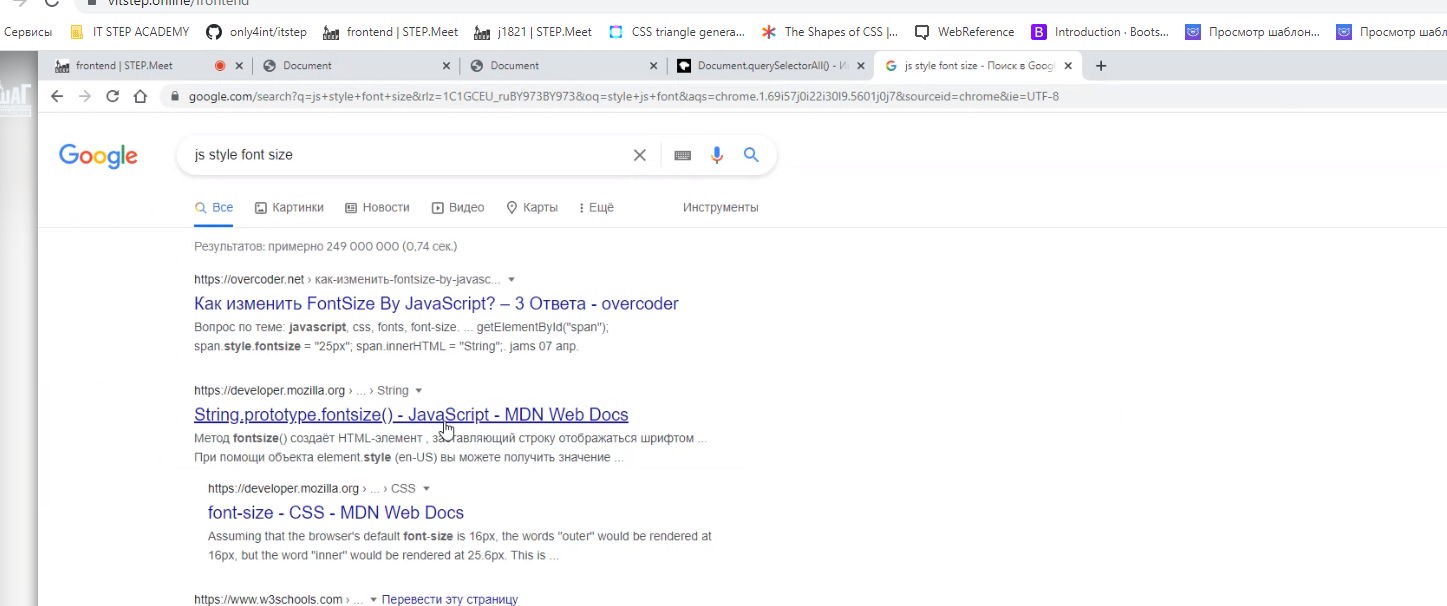 vitstep.online/frontend
Сервисы IT STEP ACADEMY only4int/itstep frontend | STEP.Meet j1821 | STEP.Meet CSS triangle genera... The Shapes of CSS |... WebReference Introduction · Boots... Просмотр шаблон... Просмотр
frontend | STEP.Meet Document Document Document.querySelectorAll() - js style font size - Поиск в Googl
google.com/search?q=js+style+font+size&rlz=1C1GCEU_ruBY973BY973&oq=style+js+font&aqs=chrome.1.69i57j0i22i30l9.5601j0j7&sourceid=chrome&ie=UTF-8
Google js style font size
Все Картинки Новости Видео Карты Ещё Инструменты
Результатов: примерно 249 000 000 (0,74 сек.)
https://overcoder.net › как-изменить-fontsize-by-javasc...
Как изменить FontSize By JavaScript? – 3 Ответа - overcoder
Вопрос по теме: javascript, css, fonts, font-size. ... getElementById("span");
span.style.fontsize = "25px"; span.innerHTML = "String";. jams 07 апр.
https://developer.mozilla.org › ... › String
String.prototype.fontsize() - JavaScript - MDN Web Docs
Метод fontsize() создаёт HTML-элемент , заставляющий строку отображаться шрифтом ...
При помощи объекта element.style (en-US) вы можете получить значение ...
https://developer.mozilla.org › ... › CSS
font-size - CSS - MDN Web Docs
Assuming that the browser's default font-size is 16px, the words "outer" would be rendered at
16px, but the word "inner" would be rendered at 25.6px. This is ...
https://www.w3schools.com › ... Перевести эту страницу